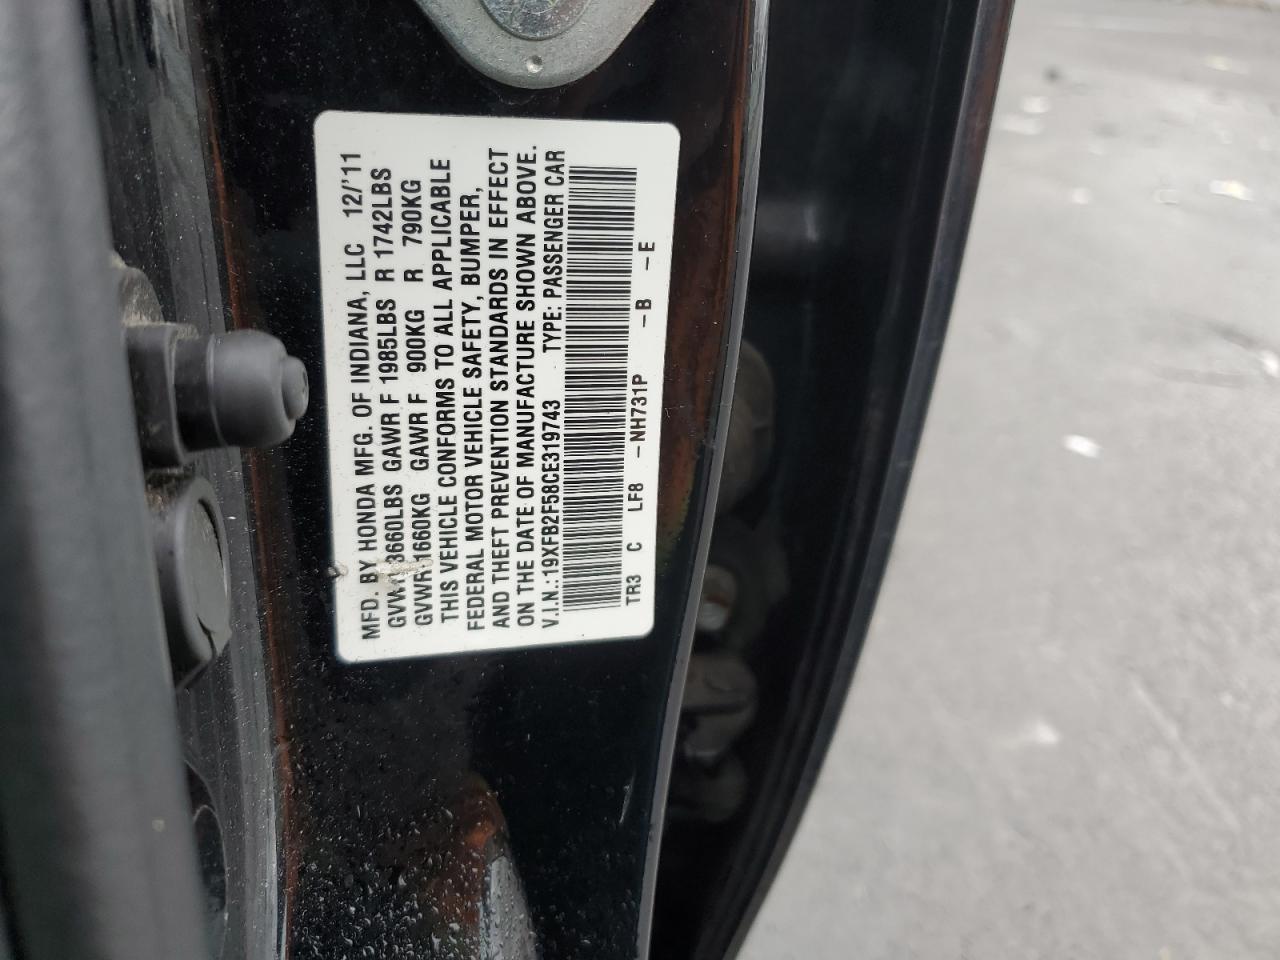 MFD. BY HONDA MFG. OF INDIANA, LLC 12/'11
GVWR 3660LBS GAWR F 1985LBS R 1742LBS
GVWR 1660KG GAWR F 900KG R 790KG
THIS VEHICLE CONFORMS TO ALL APPLICABLE
FEDERAL MOTOR VEHICLE SAFETY, BUMPER,
AND THEFT PREVENTION STANDARDS IN EFFECT
ON THE DATE OF MANUFACTURE SHOWN ABOVE.
V.I.N.:19XFB2F58CE319743 TYPE: PASSENGER CAR
TR3 C LF8 -NH731P -B -E